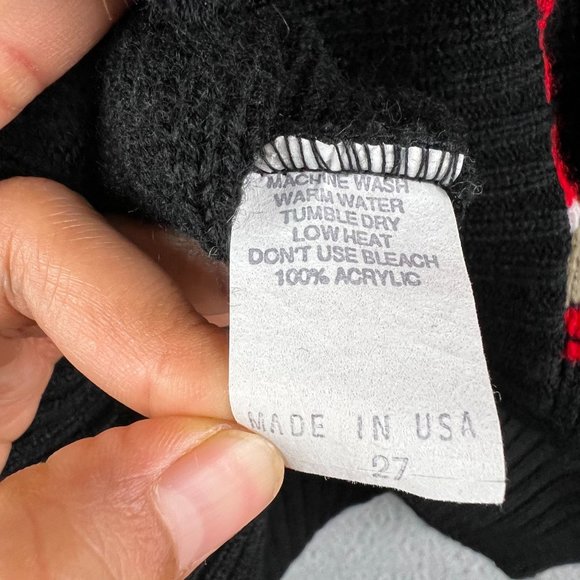 MACHINE WASH
WARM WATER
TUMBLE DRY
LOW HEAT
DON'T USE BLEACH
100% ACRYLIC
MADE IN USA
27